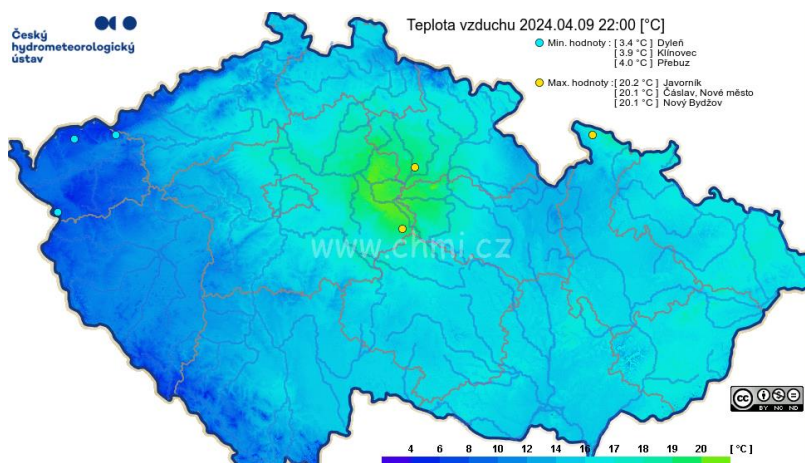 Český
hydrometeorologický
ústav
Teplota vzduchu 2024.04.09 22:00 [°C]
Min. hodnoty : [ 3.4 °C ] Dyleň
[ 3.9 °C ] Klínovec
[ 4.0 °C ] Přebuz
Max. hodnoty : [ 20.2 °C ] Javorník
[ 20.1 °C ] Čáslav, Nové město
[ 20.1 °C ] Nový Bydžov
www.chmi.cz
cc
BY NO ND
4 6 8 10 12 14 16 17 18 19 20 [ °C ]